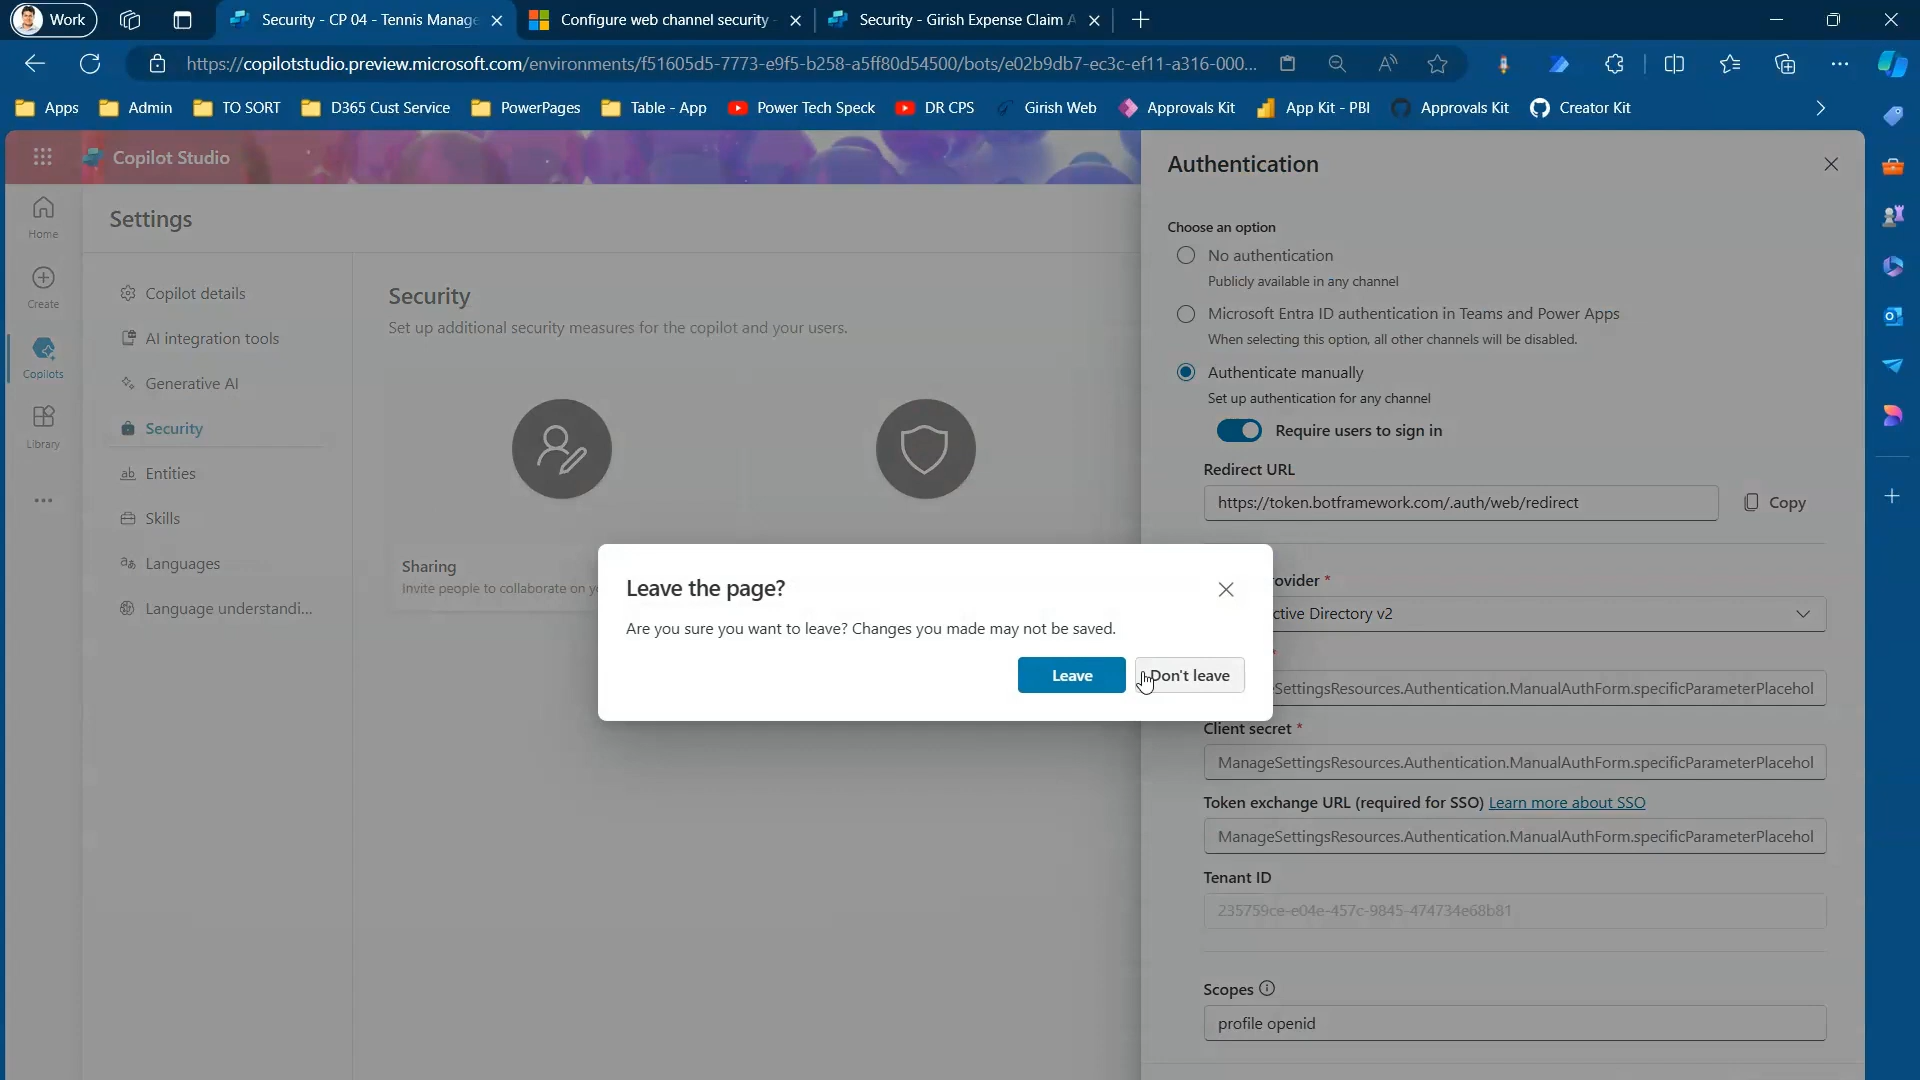 Work
Security - CP 04 - Tennis Manage
Configure web channel security -
Security - Girish Expense Claim A
https://copilotstudio.preview.microsoft.com/environments/f51605d5-7773-e9f5-b258-a5ff80d54500/bots/e02b9db7-ec3c-ef11-a316-000...
Apps
Admin
TO SORT
D365 Cust Service
PowerPages
Table - App
Power Tech Speck
DR CPS
Girish Web
Approvals Kit
App Kit - PBI
Approvals Kit
Creator Kit
Copilot Studio
Home
Create
Copilots
Library
Settings
Copilot details
AI integration tools
Generative AI
Security
Entities
Skills
Languages
Language understandi...
Security
Set up additional security measures for the copilot and your users.
Sharing
Invite people to collaborate on yo
Authentication
Choose an option
No authentication
Publicly available in any channel
Microsoft Entra ID authentication in Teams and Power Apps
When selecting this option, all other channels will be disabled.
Authenticate manually
Set up authentication for any channel
Require users to sign in
Redirect URL
https://token.botframework.com/.auth/web/redirect
Copy
rovider *
ctive Directory v2
*
SettingsResources.Authentication.ManualAuthForm.specificParameterPlacehol
Client secret *
ManageSettingsResources.Authentication.ManualAuthForm.specificParameterPlacehol
Token exchange URL (required for SSO) Learn more about SSO
ManageSettingsResources.Authentication.ManualAuthForm.specificParameterPlacehol
Tenant ID
235759ce-e04e-457c-9845-474734e68b81
Scopes
profile openid
Leave the page?
Are you sure you want to leave? Changes you made may not be saved.
Leave
Don't leave